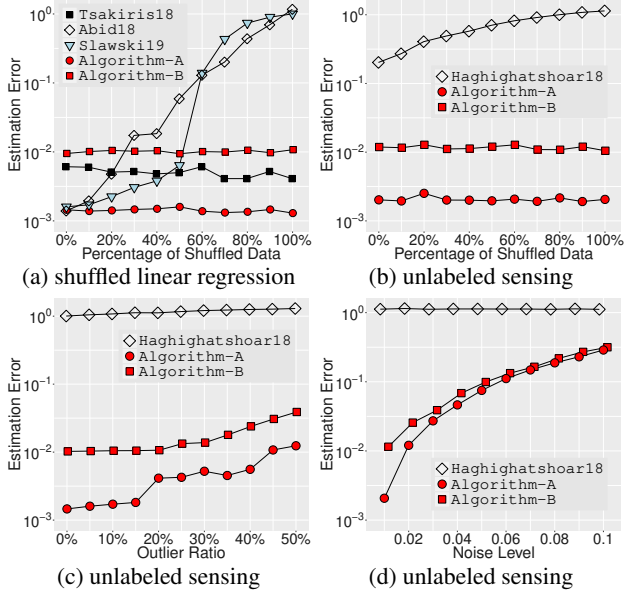 Estimation Error
10⁰
10⁻¹
10⁻²
10⁻³
Tsakiris18
Abid18
Slawski19
Algorithm-A
Algorithm-B
0% 20% 40% 60% 80% 100%
Percentage of Shuffled Data
(a) shuffled linear regression
Estimation Error
10⁰
10⁻¹
10⁻²
10⁻³
Haghighatshoar18
Algorithm-A
Algorithm-B
0% 20% 40% 60% 80% 100%
Percentage of Shuffled Data
(b) unlabeled sensing
Estimation Error
10⁰
10⁻¹
10⁻²
10⁻³
Haghighatshoar18
Algorithm-A
Algorithm-B
0% 10% 20% 30% 40% 50%
Outlier Ratio
(c) unlabeled sensing
Estimation Error
10⁰
10⁻¹
10⁻²
10⁻³
Haghighatshoar18
Algorithm-A
Algorithm-B
0.02 0.04 0.06 0.08 0.1
Noise Level
(d) unlabeled sensing